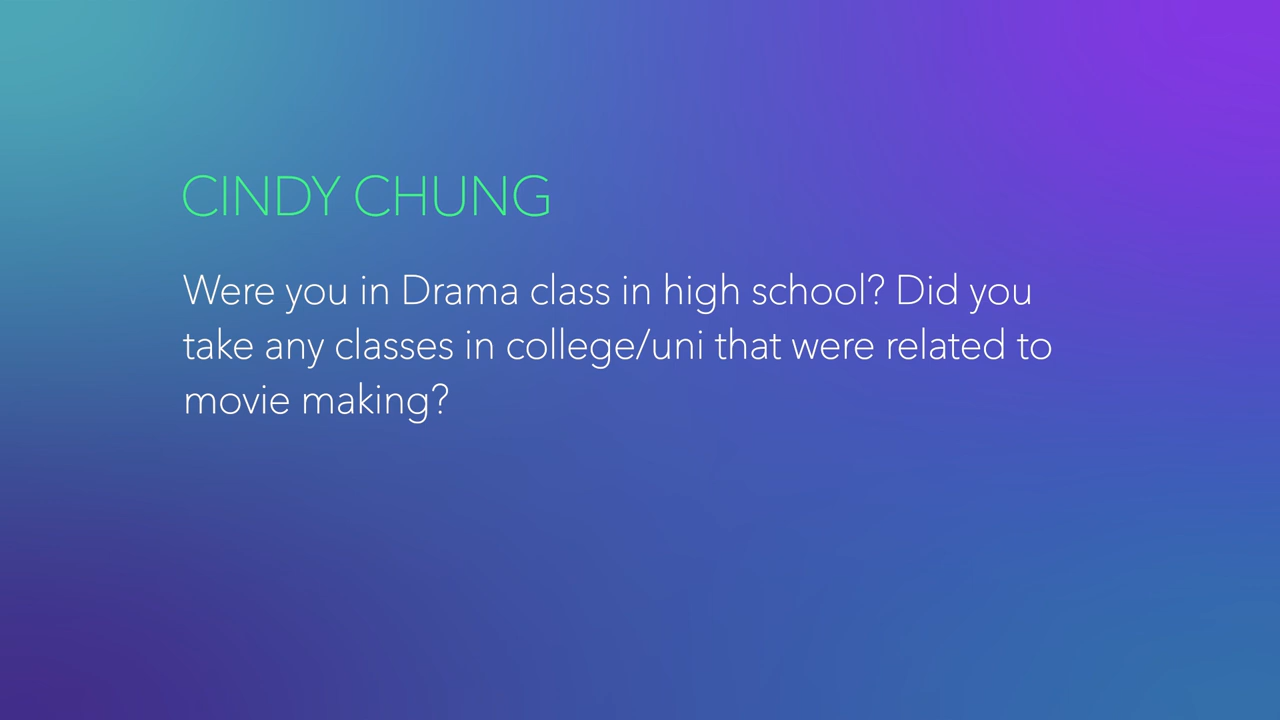 CINDY CHUNG
Were you in Drama class in high school? Did you
take any classes in college/uni that were related to
movie making?